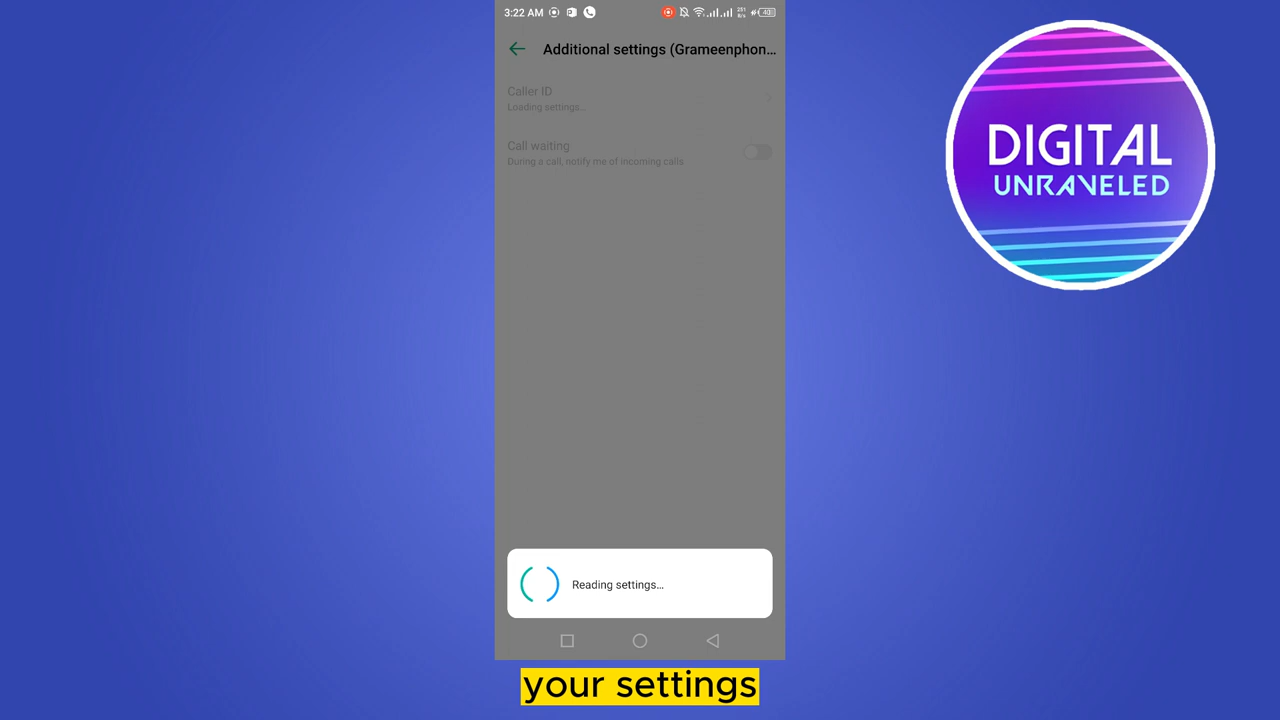 3:22 AM
Additional settings (Grameenphon...
Caller ID
Loading settings...
Call waiting
During a call, notify me of incoming calls
Reading settings...
your settings
DIGITAL
UNRAVELED